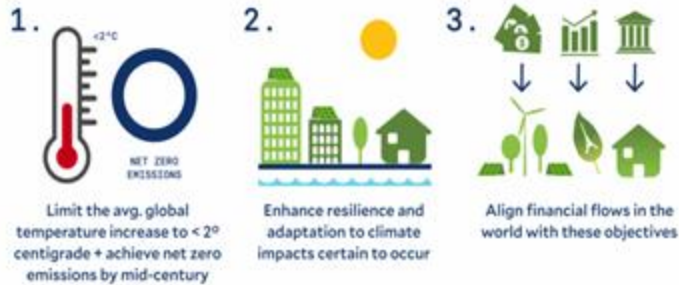 1.
<2°C
NET ZERO
EMISSIONS
Limit the avg. global
temperature increase to < 2º
centigrade + achieve net zero
emissions by mid-century
2.
Enhance resilience and
adaptation to climate
impacts certain to occur
3.
$
Align financial flows in the
world with these objectives